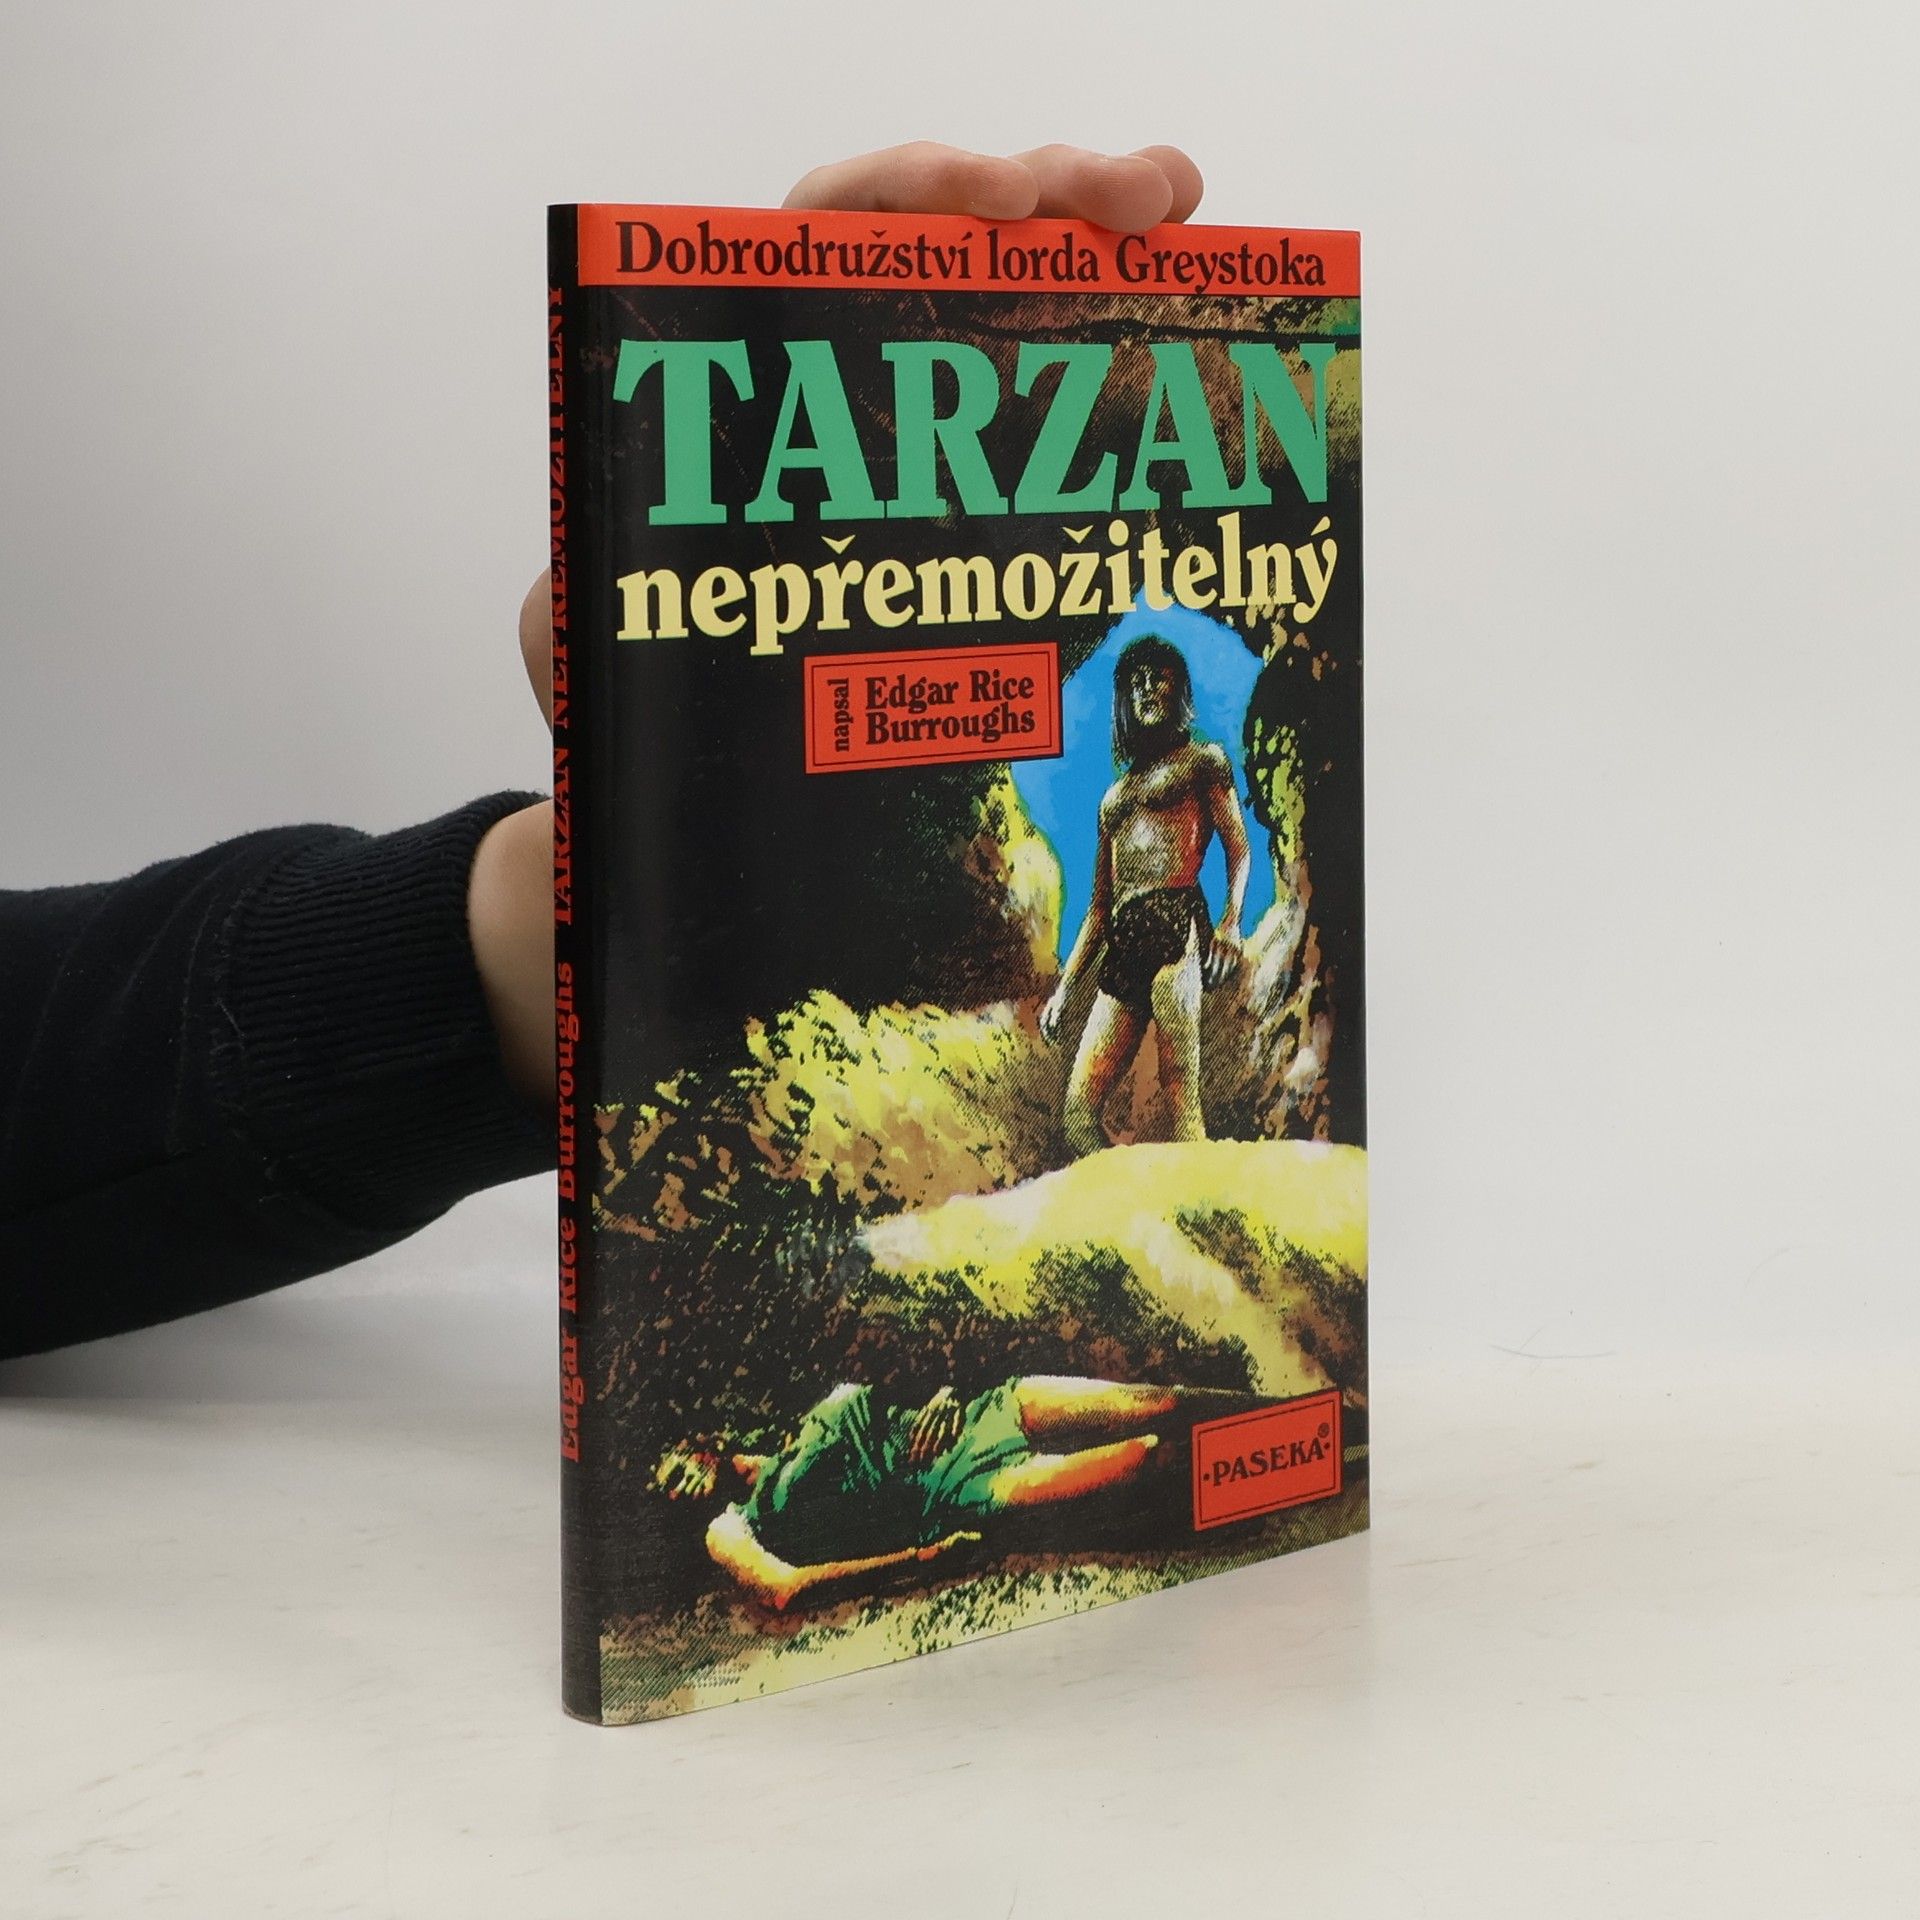 Dobrodružství lorda Greystoka
TARZAN
nepřemožitelný
napsal
Edgar Rice
Burroughs
·PASEKA®·
Edgar Rice Burroughs TARZAN NEPŘEMOŽITELNÝ